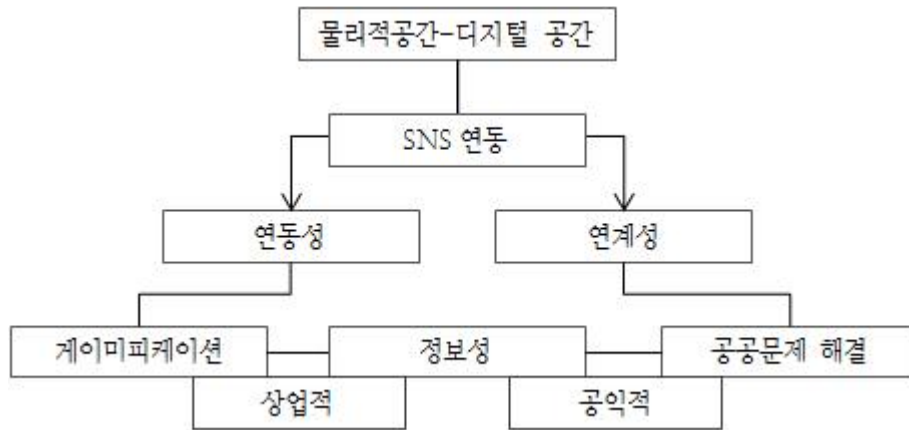 물리적공간-디지털 공간
SNS 연동
연동성
연계성
게이미피케이션
정보성
공공문제 해결
상업적
공익적